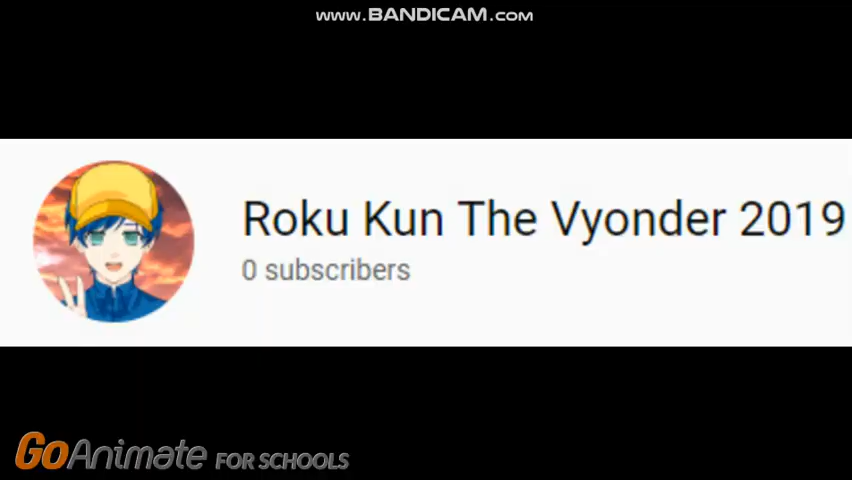 www.BANDICAM.com
Roku Kun The Vyonder 2019
0 subscribers
GoAnimate FOR SCHOOLS